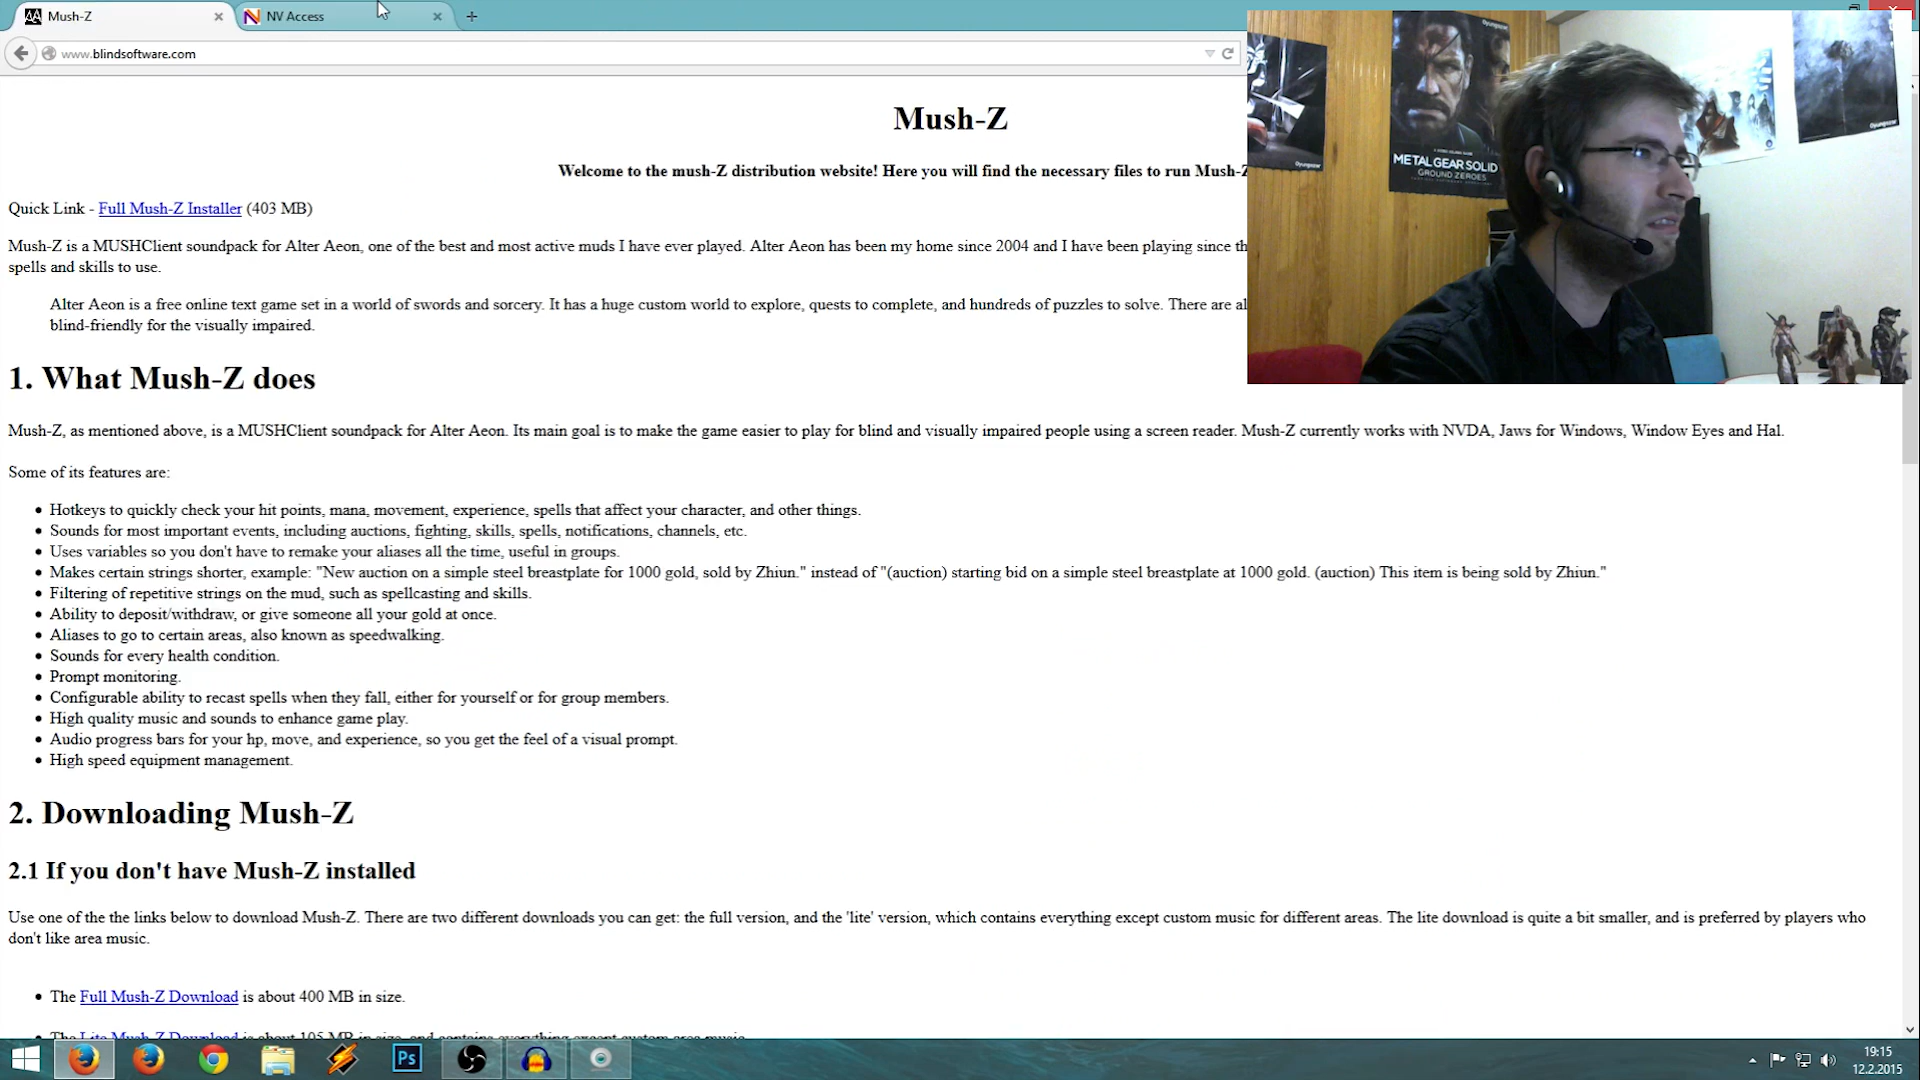 Mush-Z
NV Access
www.blindsoftware.com
Mush-Z
Welcome to the mush-Z distribution website! Here you will find the necessary files to run Mush-Z
Quick Link - Full Mush-Z Installer (403 MB)
Mush-Z is a MUSHClient soundpack for Alter Aeon, one of the best and most active muds I have ever played. Alter Aeon has been my home since 2004 and I have been playing since
spells and skills to use.
Alter Aeon is a free online text game set in a world of swords and sorcery. It has a huge custom world to explore, quests to complete, and hundreds of puzzles to solve. There are
blind-friendly for the visually impaired.
METAL GEAR SOLID
GROUND ZEROES
Oyungezer
Oyungezer
1. What Mush-Z does
Mush-Z, as mentioned above, is a MUSHClient soundpack for Alter Aeon. Its main goal is to make the game easier to play for blind and visually impaired people using a screen reader. Mush-Z currently works with NVDA, Jaws for Windows, Window Eyes and Hal.
Some of its features are:
Hotkeys to quickly check your hit points, mana, movement, experience, spells that affect your character, and other things.
Sounds for most important events, including auctions, fighting, skills, spells, notifications, channels, etc.
Uses variables so you don't have to remake your aliases all the time, useful in groups.
Makes certain strings shorter, example: "New auction on a simple steel breastplate for 1000 gold, sold by Zhiun." instead of "(auction) starting bid on a simple steel breastplate at 1000 gold. (auction) This item is being sold by Zhiun."
Filtering of repetitive strings on the mud, such as spellcasting and skills.
Ability to deposit/withdraw, or give someone all your gold at once.
Aliases to go to certain areas, also known as speedwalking.
Sounds for every health condition.
Prompt monitoring.
Configurable ability to recast spells when they fall, either for yourself or for group members.
High quality music and sounds to enhance game play.
Audio progress bars for your hp, move, and experience, so you get the feel of a visual prompt.
High speed equipment management.
2. Downloading Mush-Z
2.1 If you don't have Mush-Z installed
Use one of the the links below to download Mush-Z. There are two different downloads you can get: the full version, and the 'lite' version, which contains everything except custom music for different areas. The lite download is quite a bit smaller, and is preferred by players who
don't like area music.
The Full Mush-Z Download is about 400 MB in size.
The Lite Mush-Z Download is about 105 MB in size, and contains everything except custom area music.
Ps
19:15
12.2.2015